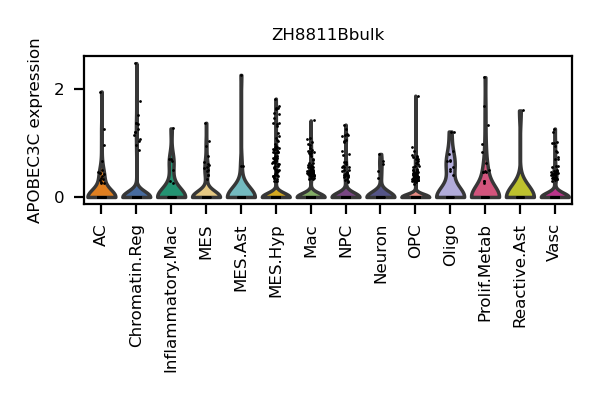 ZH8811Bbulk
APOBEC3C expression
2
0
AC
Chromatin.Reg
Inflammatory.Mac
MES
MES.Ast
MES.Hyp
Mac
NPC
Neuron
OPC
Oligo
Prolif.Metab
Reactive.Ast
Vasc